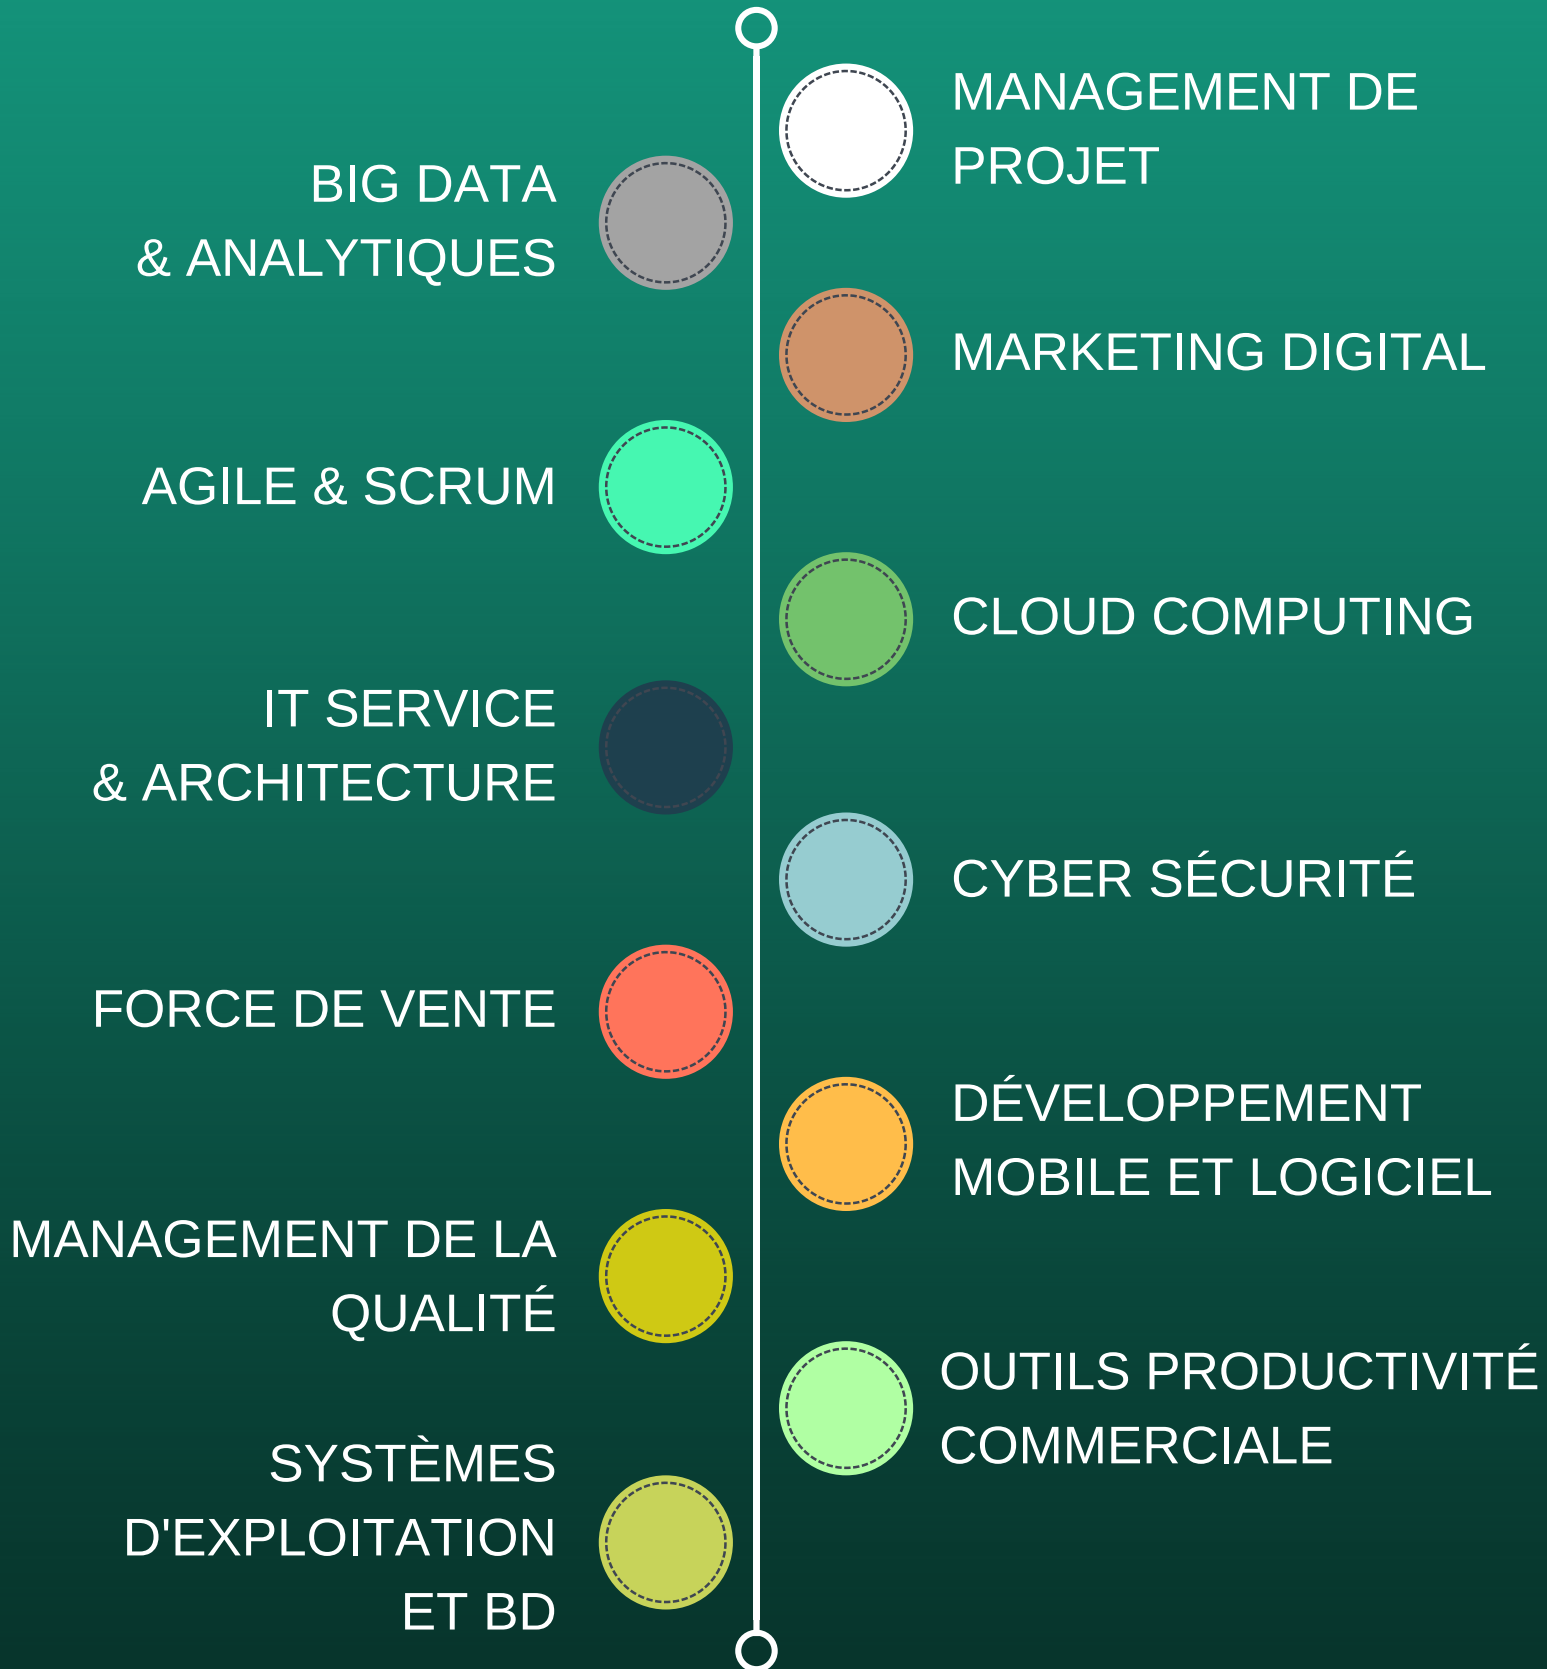 MANAGEMENT DE
PROJET
BIG DATA
& ANALYTIQUES
MARKETING DIGITAL
AGILE & SCRUM
CLOUD COMPUTING
IT SERVICE
& ARCHITECTURE
CYBER SÉCURITÉ
FORCE DE VENTE
DÉVELOPPEMENT
MOBILE ET LOGICIEL
MANAGEMENT DE LA
QUALITÉ
OUTILS PRODUCTIVITÉ
COMMERCIALE
SYSTÈMES
D'EXPLOITATION
ET BD